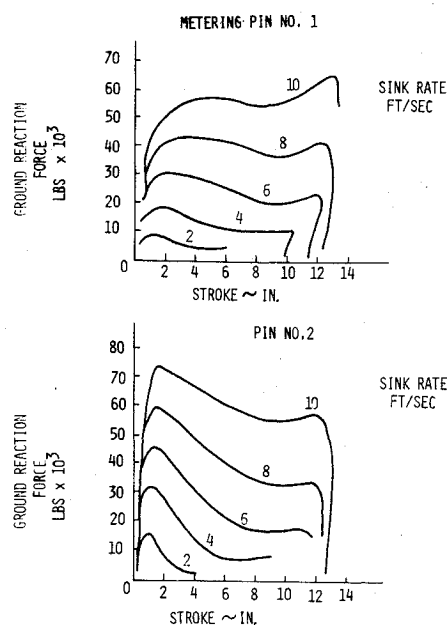 METERING PIN NO. 1
SINK RATE
FT/SEC
GROUND REACTION
FORCE
LBS × 10³
60
50
40
30
20
10
0
10
8
6
4
2
2 4 6 8 10 12 14
STROKE ~ IN.
PIN NO.2
SINK RATE
FT/SEC
GROUND REACTION
FORCE
LBS × 10³
80
70
60
50
40
30
20
10
0
10
8
6
4
2
2 4 6 8 10 12 14
STROKE ~ IN.